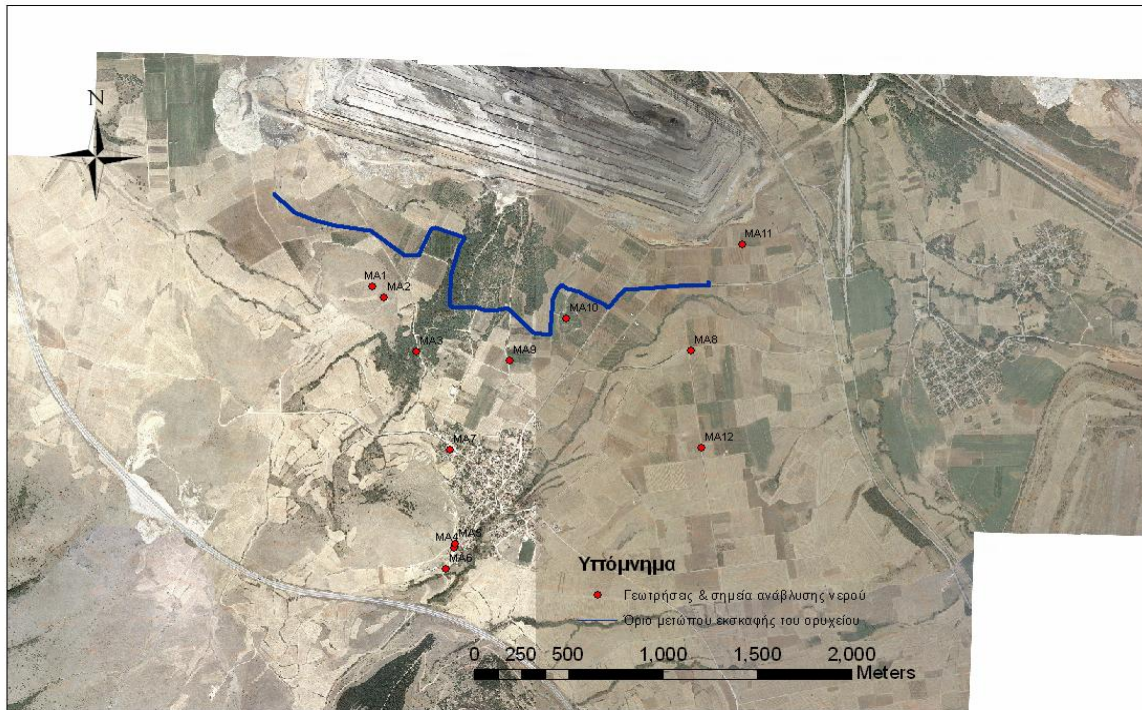 N
MA11
MA1
MA2
MA10
MA3
MA8
MA9
MA12
MA7
MA5
MA4
MA6
Υπόμνημα
Γεωτρήσεις & σημεία ανάβλυσης νερού
Όριο μετώπου εκσκαφής του ορυχείου
0 250 500 1,000 1,500 2,000
Meters